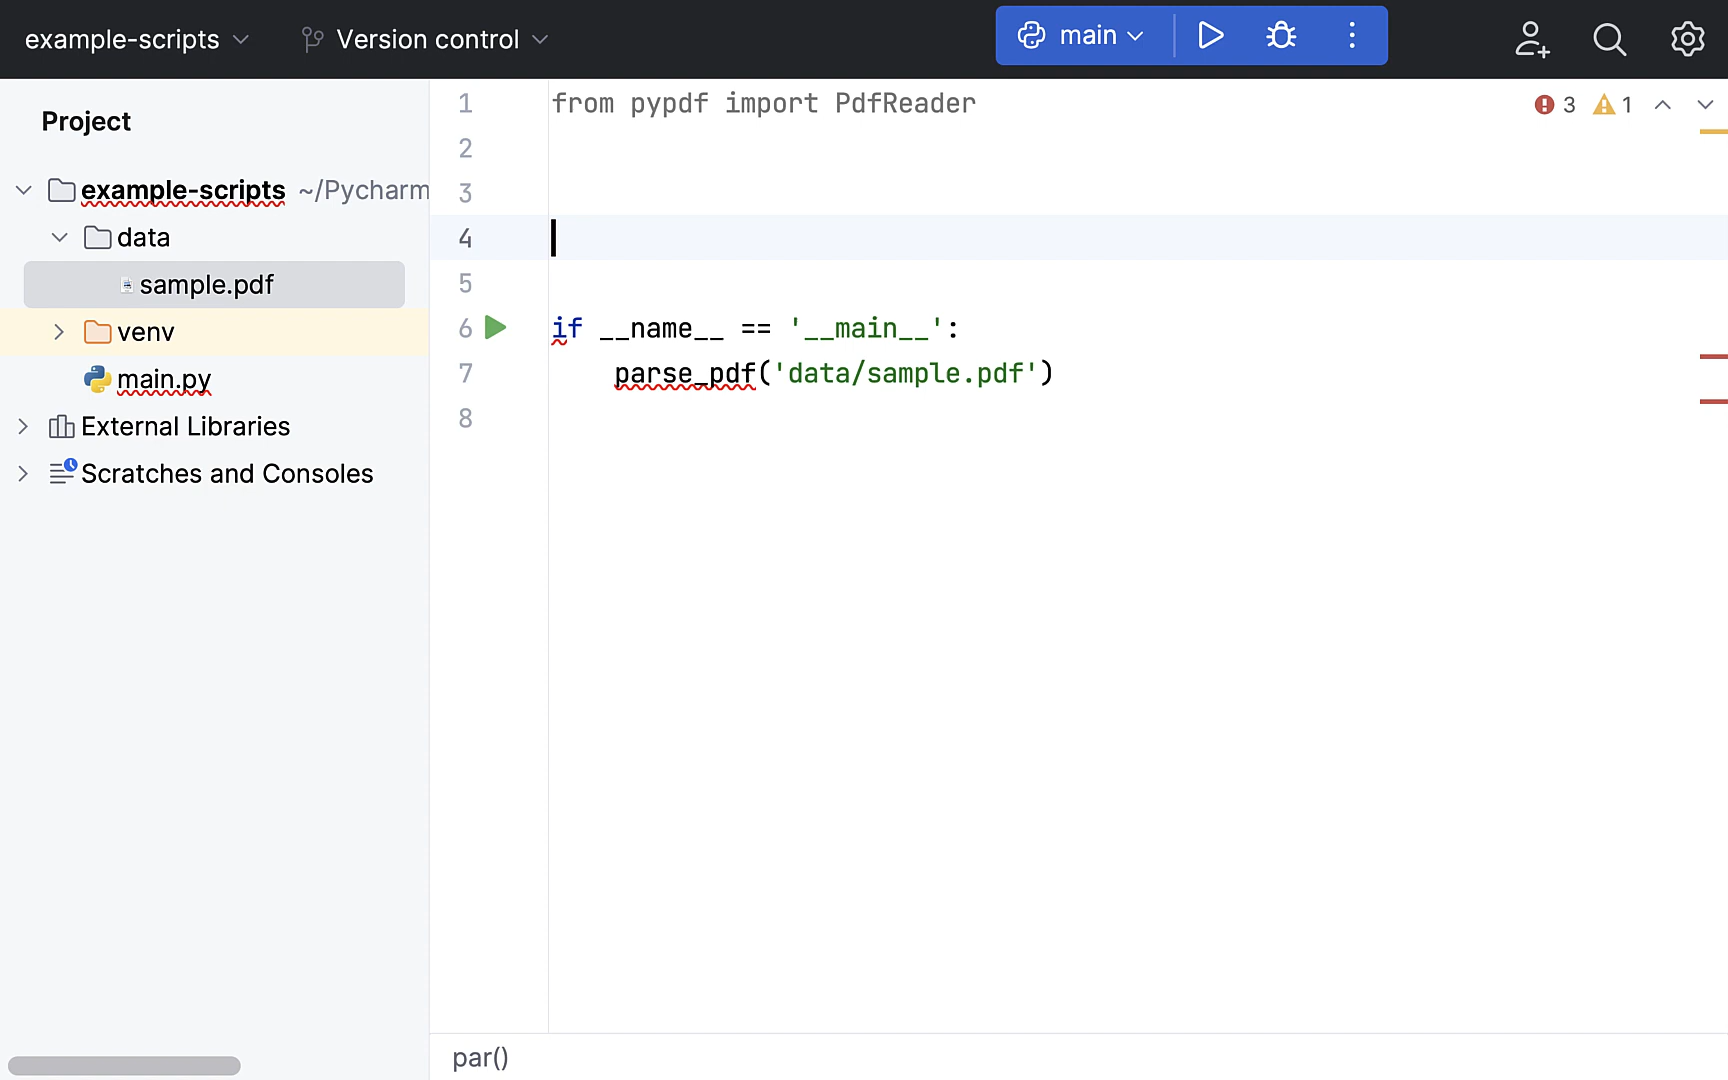 example-scripts
Version control
main
Project
example-scripts ~/Pycharm
data
sample.pdf
venv
main.py
External Libraries
Scratches and Consoles
1 from pypdf import PdfReader
3 1
2
3
4
5
6 if __name__ == '__main__':
7 parse_pdf('data/sample.pdf')
8
par()